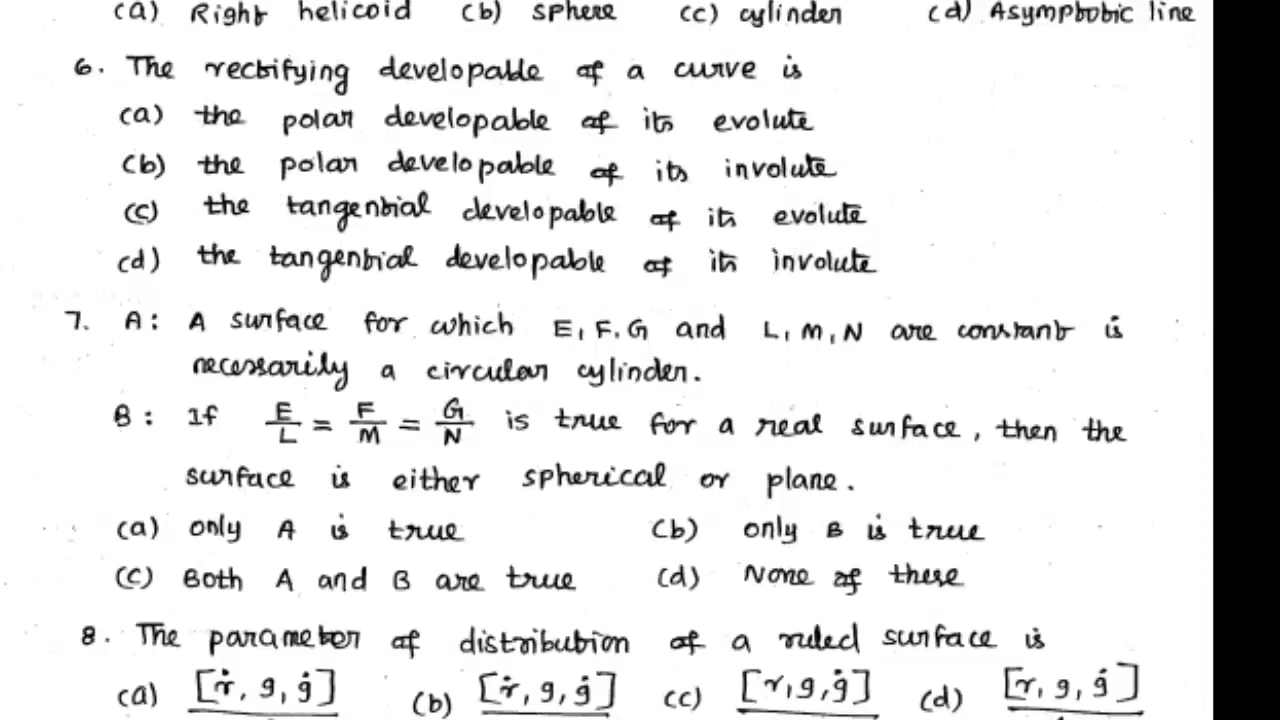 (a) Right helicoid (b) sphere (c) cylinder (d) Asymptotic line
6. The rectifying developable of a curve is
(a) the polar developable of its evolute
(b) the polar developable of its involute
(c) the tangential developable of its evolute
(d) the tangential developable of its involute
7. A: A surface for which E, F, G and L, M, N are constant is
necessarily a circular cylinder.
B: If E/L = F/M = G/N is true for a real surface, then the
surface is either spherical or plane.
(a) only A is true (b) only B is true
(c) Both A and B are true (d) None of these
8. The parameter of distribution of a ruled surface is
(a) [ṙ, g, ġ] (b) [ṙ, g, ġ] (c) [r, g, ġ] (d) [r, g, ġ]